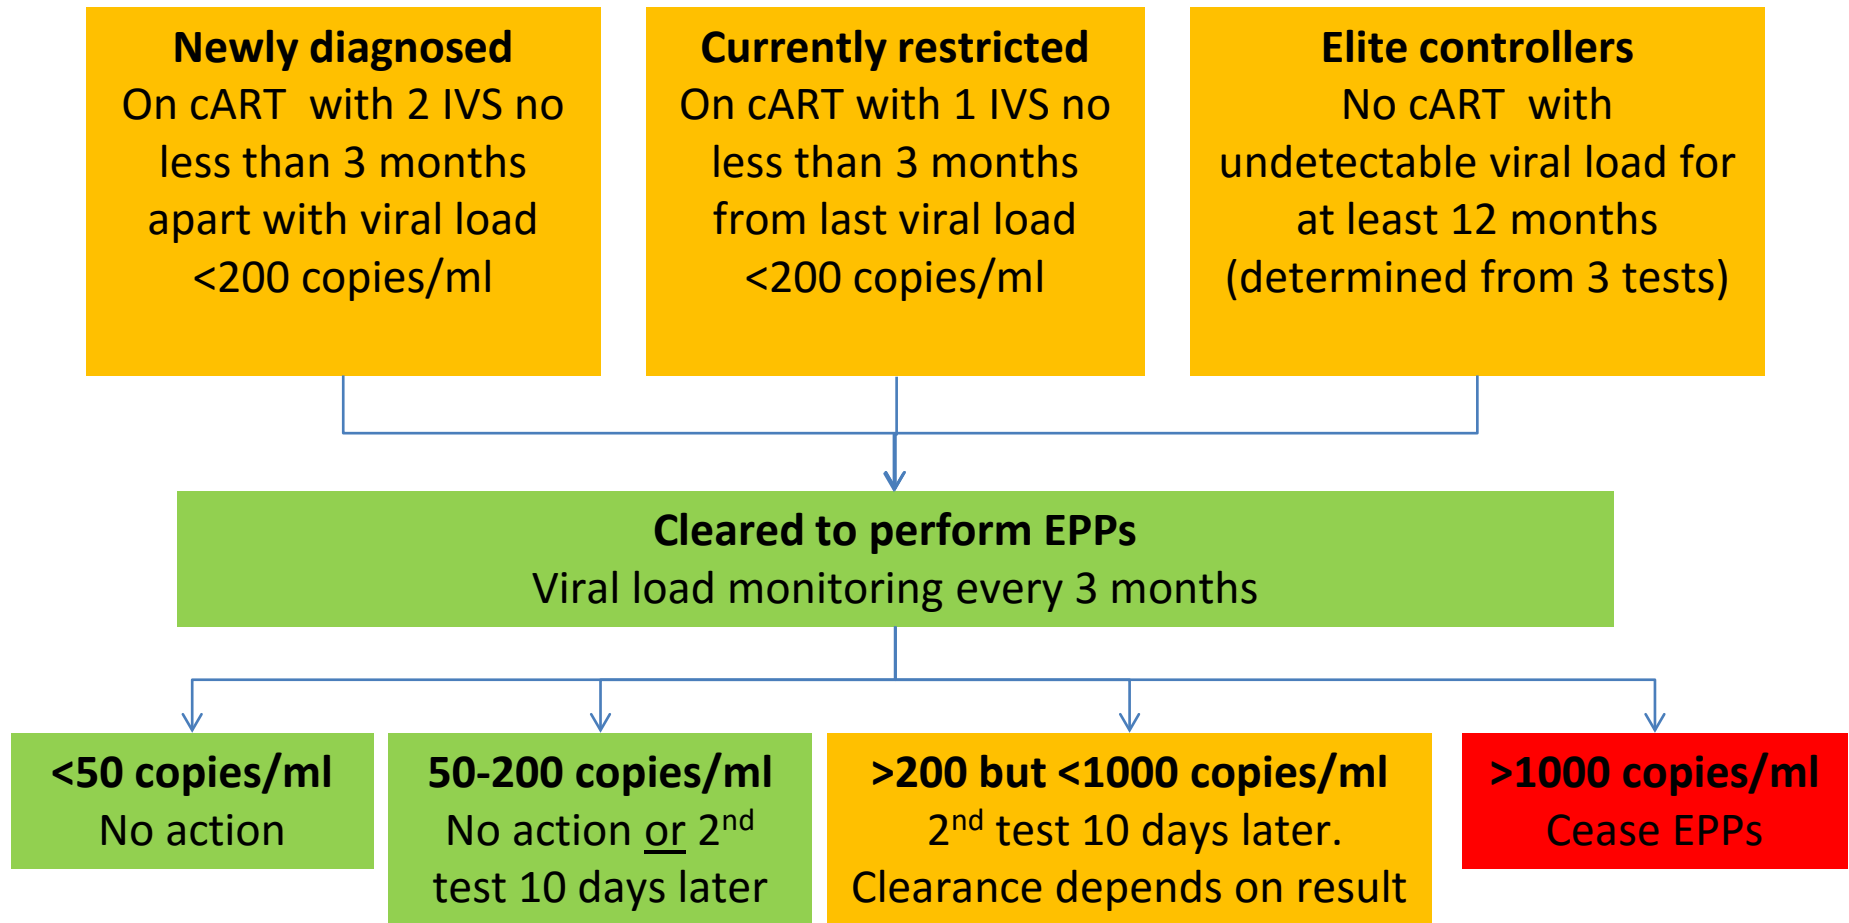 Newly diagnosed
On cART with 2 IVS no
less than 3 months
apart with viral load
<200 copies/ml
Currently restricted
On cART with 1 IVS no
less than 3 months
from last viral load
<200 copies/ml
Elite controllers
No cART with
undetectable viral load for
at least 12 months
(determined from 3 tests)
Cleared to perform EPPs
Viral load monitoring every 3 months
<50 copies/ml
No action
50-200 copies/ml
No action or 2nd
test 10 days later
>200 but <1000 copies/ml
2nd test 10 days later.
Clearance depends on result
>1000 copies/ml
Cease EPPs